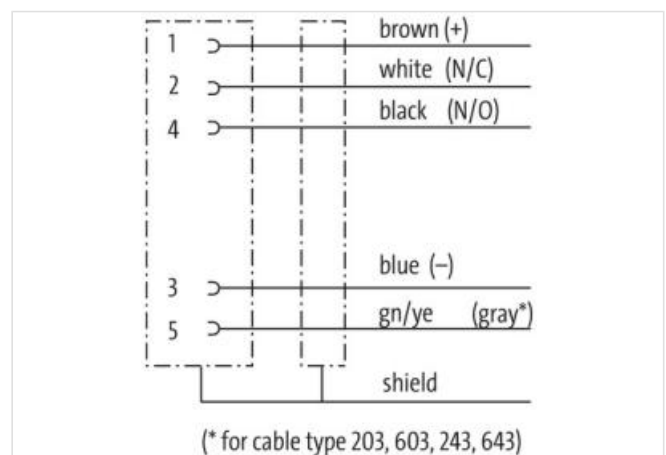 1 brown (+)
2 white (N/C)
4 black (N/O)
3 blue (–)
5 gn/ye (gray*)
shield
(* for cable type 203, 603, 243, 643)